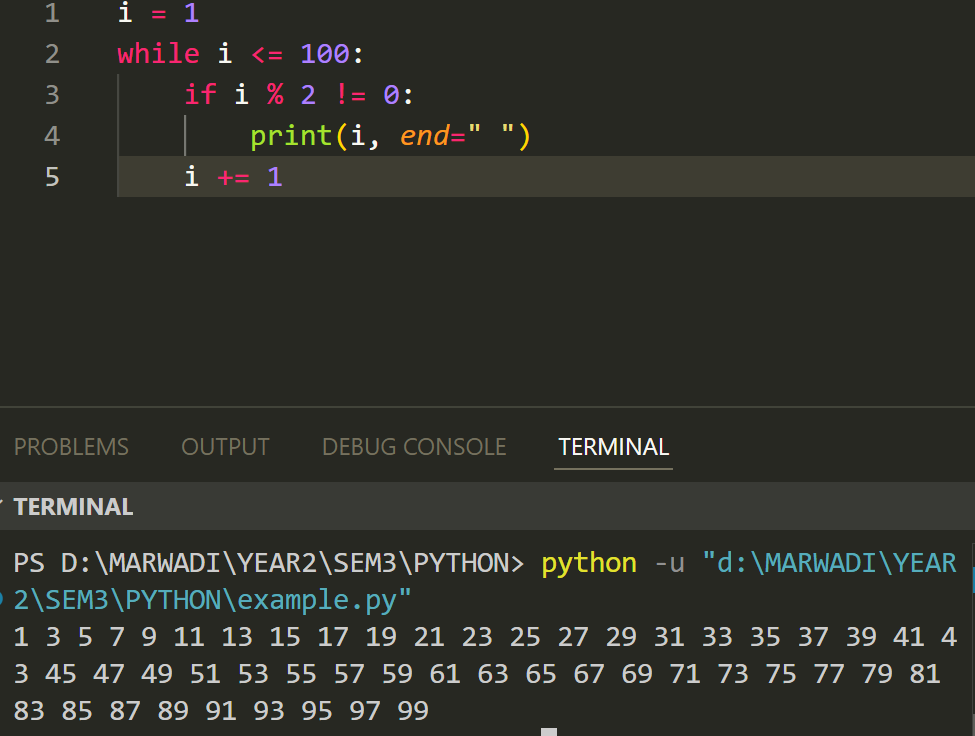 1 i = 1
2 while i <= 100:
3 if i % 2 != 0:
4 print(i, end=" ")
5 i += 1
PROBLEMS OUTPUT DEBUG CONSOLE TERMINAL
TERMINAL
PS D:\MARWADI\YEAR2\SEM3\PYTHON> python -u "d:\MARWADI\YEAR
2\SEM3\PYTHON\example.py"
1 3 5 7 9 11 13 15 17 19 21 23 25 27 29 31 33 35 37 39 41 4
3 45 47 49 51 53 55 57 59 61 63 65 67 69 71 73 75 77 79 81
83 85 87 89 91 93 95 97 99